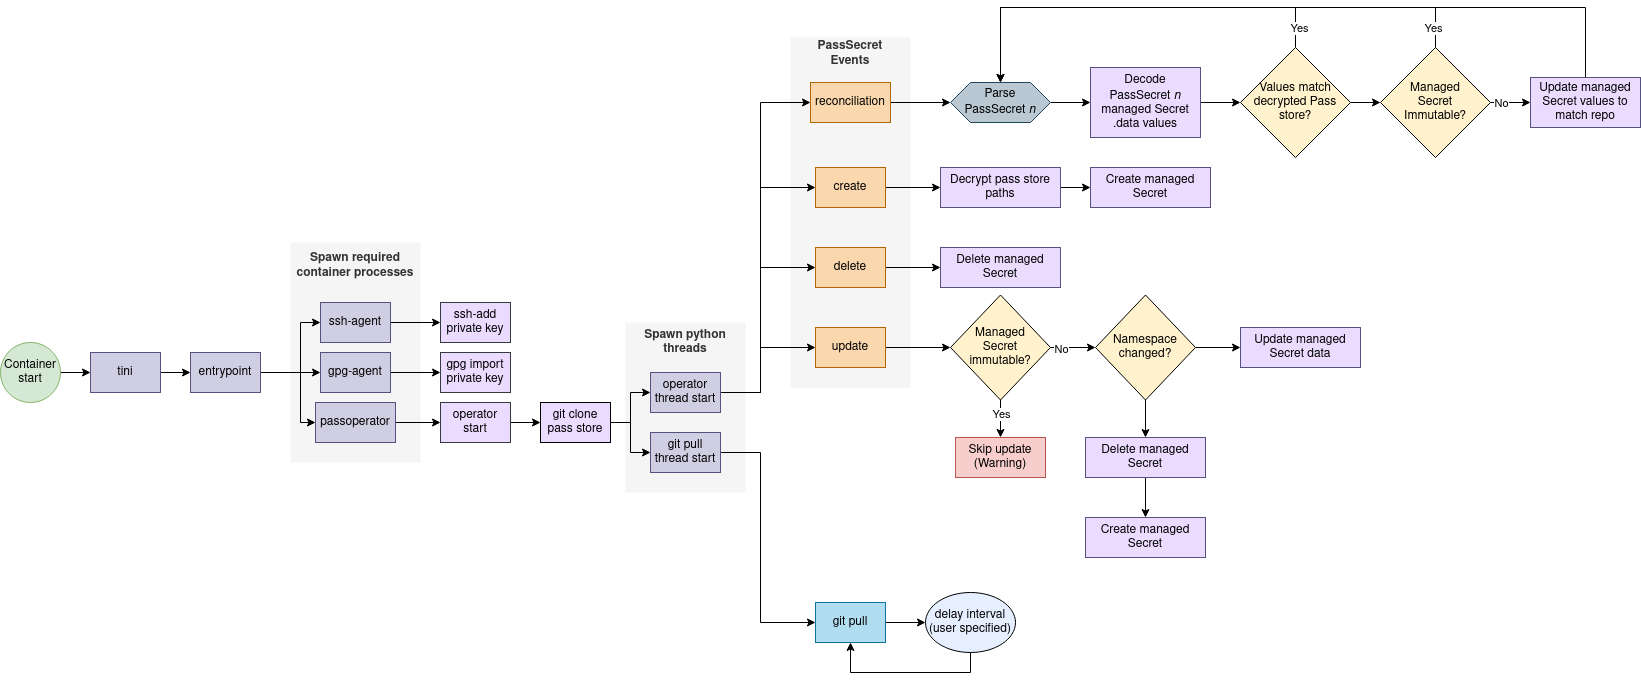 Container
start
tini
entrypoint
Spawn required
container processes
ssh-agent
gpg-agent
passoperator
ssh-add
private key
gpg import
private key
operator
start
git clone
pass store
Spawn python
threads
operator
thread start
git pull
thread start
PassSecret
Events
reconciliation
Parse
PassSecret n
Decode
PassSecret n
managed Secret
.data values
Values match
decrypted Pass
store?
Yes
Managed
Secret
Immutable?
Yes
No
Update managed
Secret values to
match repo
create
Decrypt pass store
paths
Create managed
Secret
delete
Delete managed
Secret
update
Managed
Secret
immutable?
No
Yes
Skip update
(Warning)
Namespace
changed?
Update managed
Secret data
Delete managed
Secret
Create managed
Secret
git pull
delay interval
(user specified)